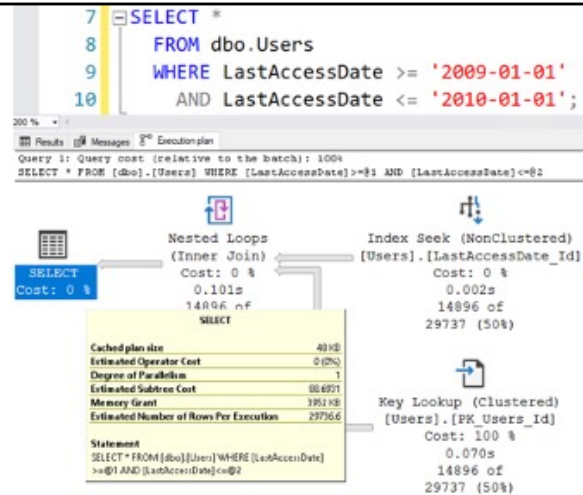 7 SELECT *
8 FROM dbo.Users
9 WHERE LastAccessDate >= '2009-01-01'
10 AND LastAccessDate <= '2010-01-01';
200 %
Results Messages Execution plan
Query 1: Query cost (relative to the batch): 100%
SELECT * FROM [dbo].[Users] WHERE [LastAccessDate]>=@1 AND [LastAccessDate]<=@2
SELECT
Cost: 0 %
Nested Loops
(Inner Join)
Cost: 0 %
0.101s
14896 of
Index Seek (NonClustered)
[Users].[LastAccessDate_Id]
Cost: 0 %
0.002s
14896 of
29737 (50%)
SELECT
Cached plan size 40 KB
Estimated Operator Cost 0 (0%)
Degree of Parallelism 1
Estimated Subtree Cost 88.6931
Memory Grant 3952 KB
Estimated Number of Rows Per Execution 29736.6
Statement
SELECT * FROM [dbo].[Users] WHERE [LastAccessDate]
>=@1 AND [LastAccessDate]<=@2
Key Lookup (Clustered)
[Users].[PK_Users_Id]
Cost: 100 %
0.070s
14896 of
29737 (50%)